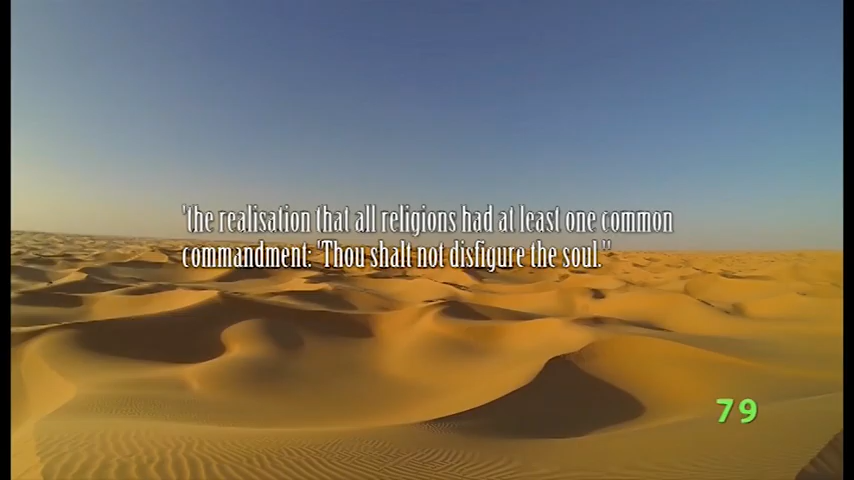 "the realisation that all religions had at least one common
commandment: 'Thou shalt not disfigure the soul.'"
79